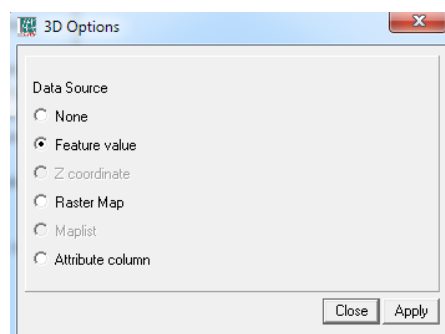 3D Options
Data Source
None
Feature value
Z coordinate
Raster Map
Maplist
Attribute column
Close Apply